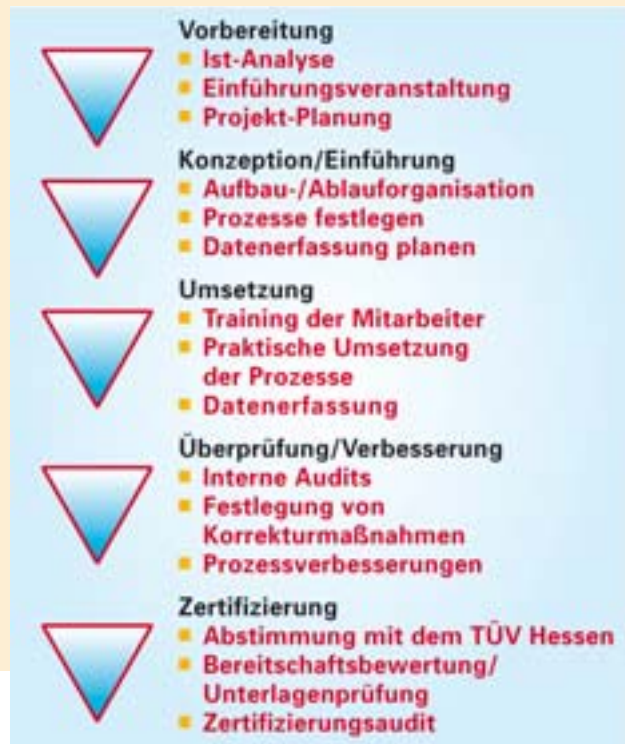 Vorbereitung
■ Ist-Analyse
■ Einführungsveranstaltung
■ Projekt-Planung
Konzeption/Einführung
■ Aufbau-/Ablauforganisation
■ Prozesse festlegen
■ Datenerfassung planen
Umsetzung
■ Training der Mitarbeiter
■ Praktische Umsetzung
der Prozesse
■ Datenerfassung
Überprüfung/Verbesserung
■ Interne Audits
■ Festlegung von
Korrekturmaßnahmen
■ Prozessverbesserungen
Zertifizierung
■ Abstimmung mit dem TÜV Hessen
■ Bereitschaftsbewertung/
Unterlagenprüfung
■ Zertifizierungsaudit